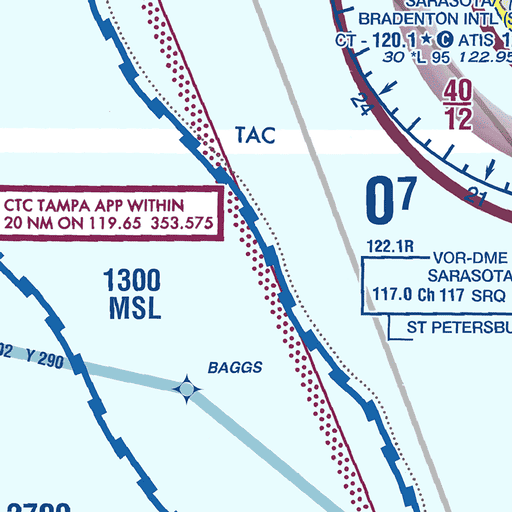 SARASOTA/
BRADENTON INTL
CT - 120.1 ★ C ATIS
30 *L 95 122.95
40
12
24
TAC
21
CTC TAMPA APP WITHIN
20 NM ON 119.65 353.575
07
122.1R
VOR-DME
SARASOTA
1300
MSL
117.0 Ch 117 SRQ
ST PETERSBU
Y 290
BAGGS